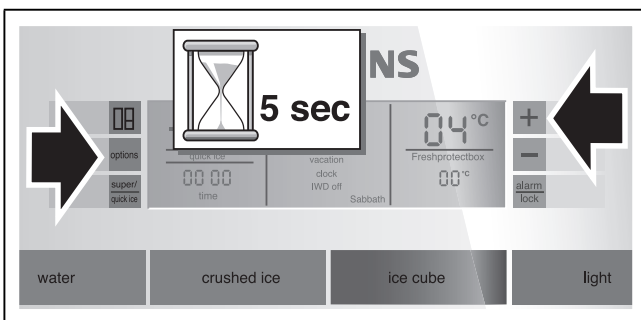 NS
5 sec
04°C
+
options
quick ice
vacation
Freshprotectbox
−
00 00
clock
00°C
super/
quick ice
time
IWD off
Sabbath
alarm
lock
water
crushed ice
ice cube
light